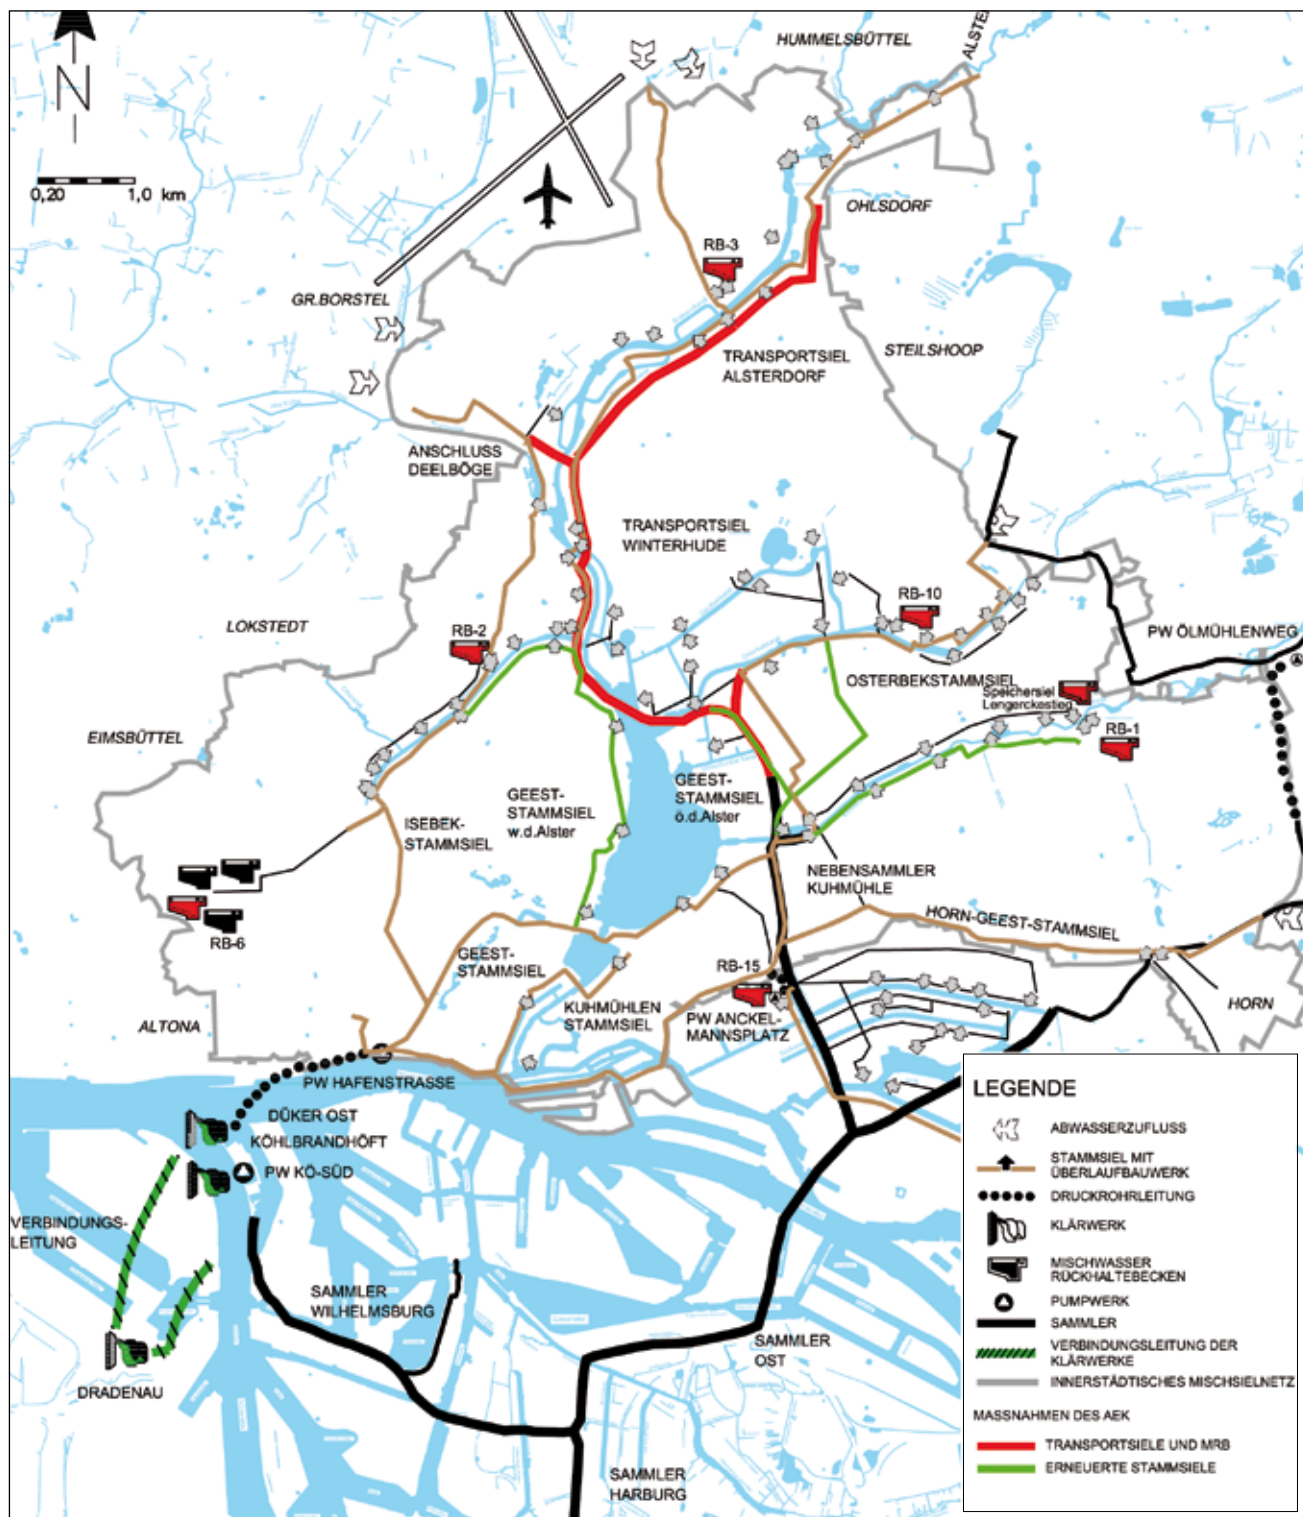 HUMMELSBÜTTEL
ALSTER
N
0,20 1,0 km
OHLSDORF
RB-3
GR.BORSTEL
STEILSHOOP
TRANSPORTSIEL
ALSTERDORF
ANSCHLUSS
DEELBÖGE
TRANSPORTSIEL
WINTERHUDE
RB-10
LOKSTEDT
RB-2
PW ÖLMÜHLENWEG
OSTERBEKSTAMMSIEL
Speichersiel
Lengerckestieg
RB-1
EIMSBÜTTEL
GEEST-
STAMMSIEL
w.d.Alster
GEEST-
STAMMSIEL
ö.d.Alster
ISEBEK-
STAMMSIEL
NEBENSAMMLER
KUHMÜHLE
HORN-GEEST-STAMMSIEL
RB-6
GEEST-
STAMMSIEL
RB-15
KUHMÜHLEN
STAMMSIEL
PW ANCKEL-
MANNSPLATZ
HORN
ALTONA
PW HAFENSTRASSE
DÜKER OST
KÖHLBRANDHÖFT
PW KÖ-SÜD
VERBINDUNGS-
LEITUNG
SAMMLER
WILHELMSBURG
SAMMLER
OST
DRADENAU
SAMMLER
HARBURG
LEGENDE
ABWASSERZUFLUSS
STAMMSIEL MIT
ÜBERLAUFBAUWERK
DRUCKROHRLEITUNG
KLÄRWERK
MISCHWASSER
RÜCKHALTEBECKEN
PUMPWERK
SAMMLER
VERBINDUNGSLEITUNG DER
KLÄRWERKE
INNERSTÄDTISCHES MISCHSIELNETZ
MASSNAHMEN DES AEK
TRANSPORTSIELE UND MRB
ERNEUERTE STAMMSIELE